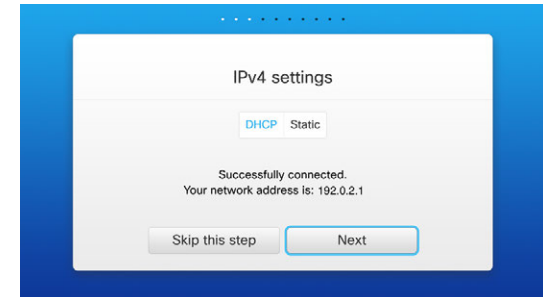 IPv4 settings
DHCP Static
Successfully connected.
Your network address is: 192.0.2.1
Skip this step Next